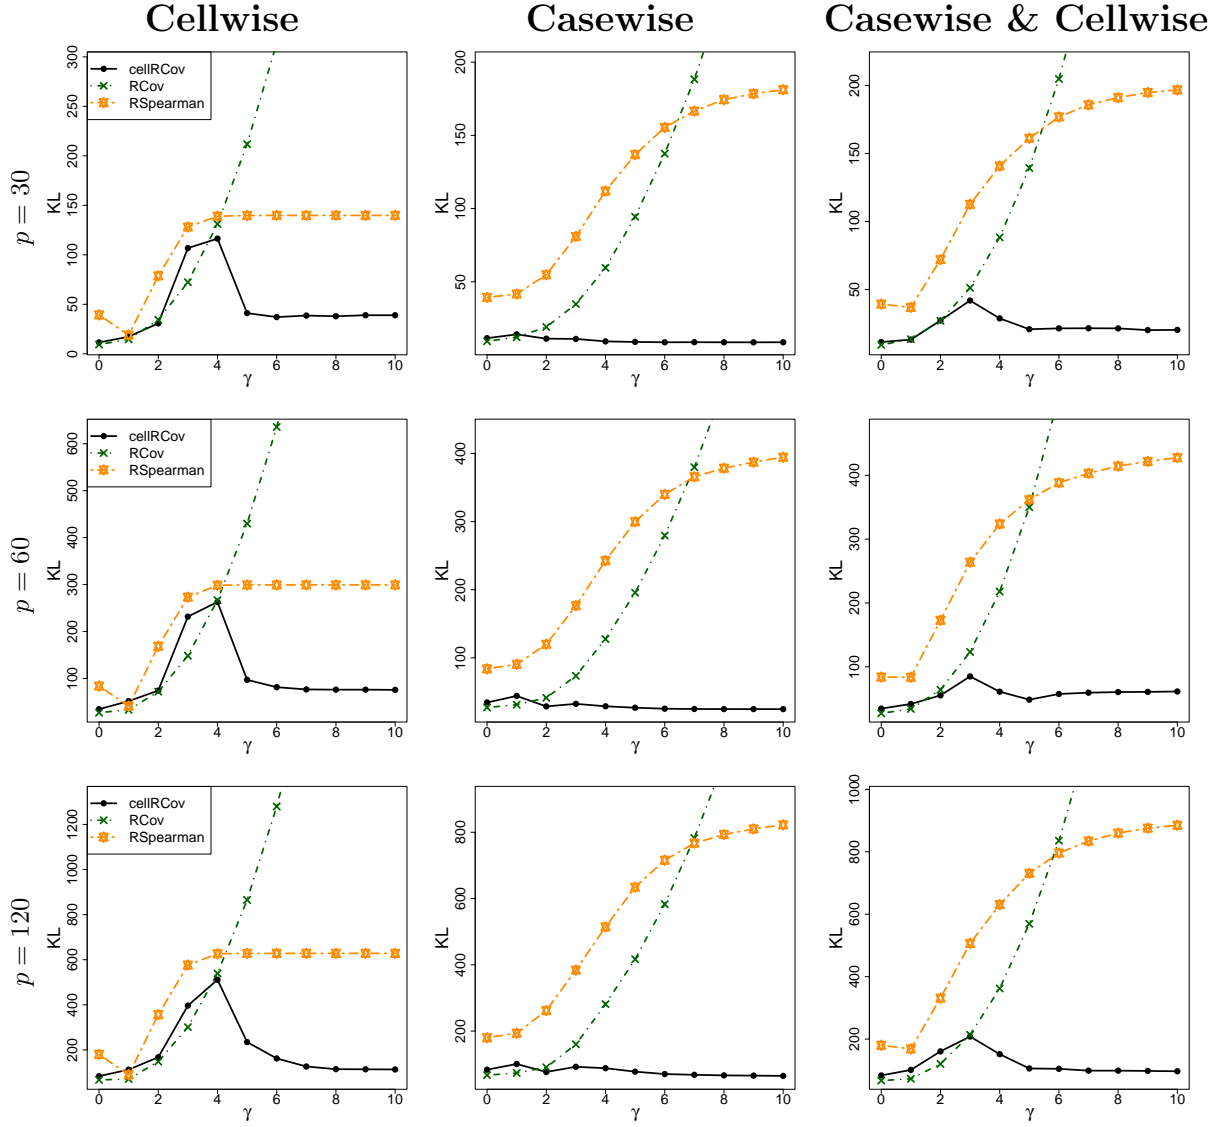 Cellwise Casewise Casewise & Cellwise
p = 30
KL
0 50 100 150 200 250 300
cellRCov
RCov
RSpearman
0 2 4 6 8 10
γ
KL
50 100 150 200
0 2 4 6 8 10
γ
KL
50 100 150 200
0 2 4 6 8 10
γ
p = 60
KL
100 200 300 400 500 600
cellRCov
RCov
RSpearman
0 2 4 6 8 10
γ
KL
100 200 300 400
0 2 4 6 8 10
γ
KL
100 200 300 400
0 2 4 6 8 10
γ
p = 120
KL
200 400 600 800 1000 1200
cellRCov
RCov
RSpearman
0 2 4 6 8 10
γ
KL
200 400 600 800
0 2 4 6 8 10
γ
KL
200 400 600 800 1000
0 2 4 6 8 10
γ